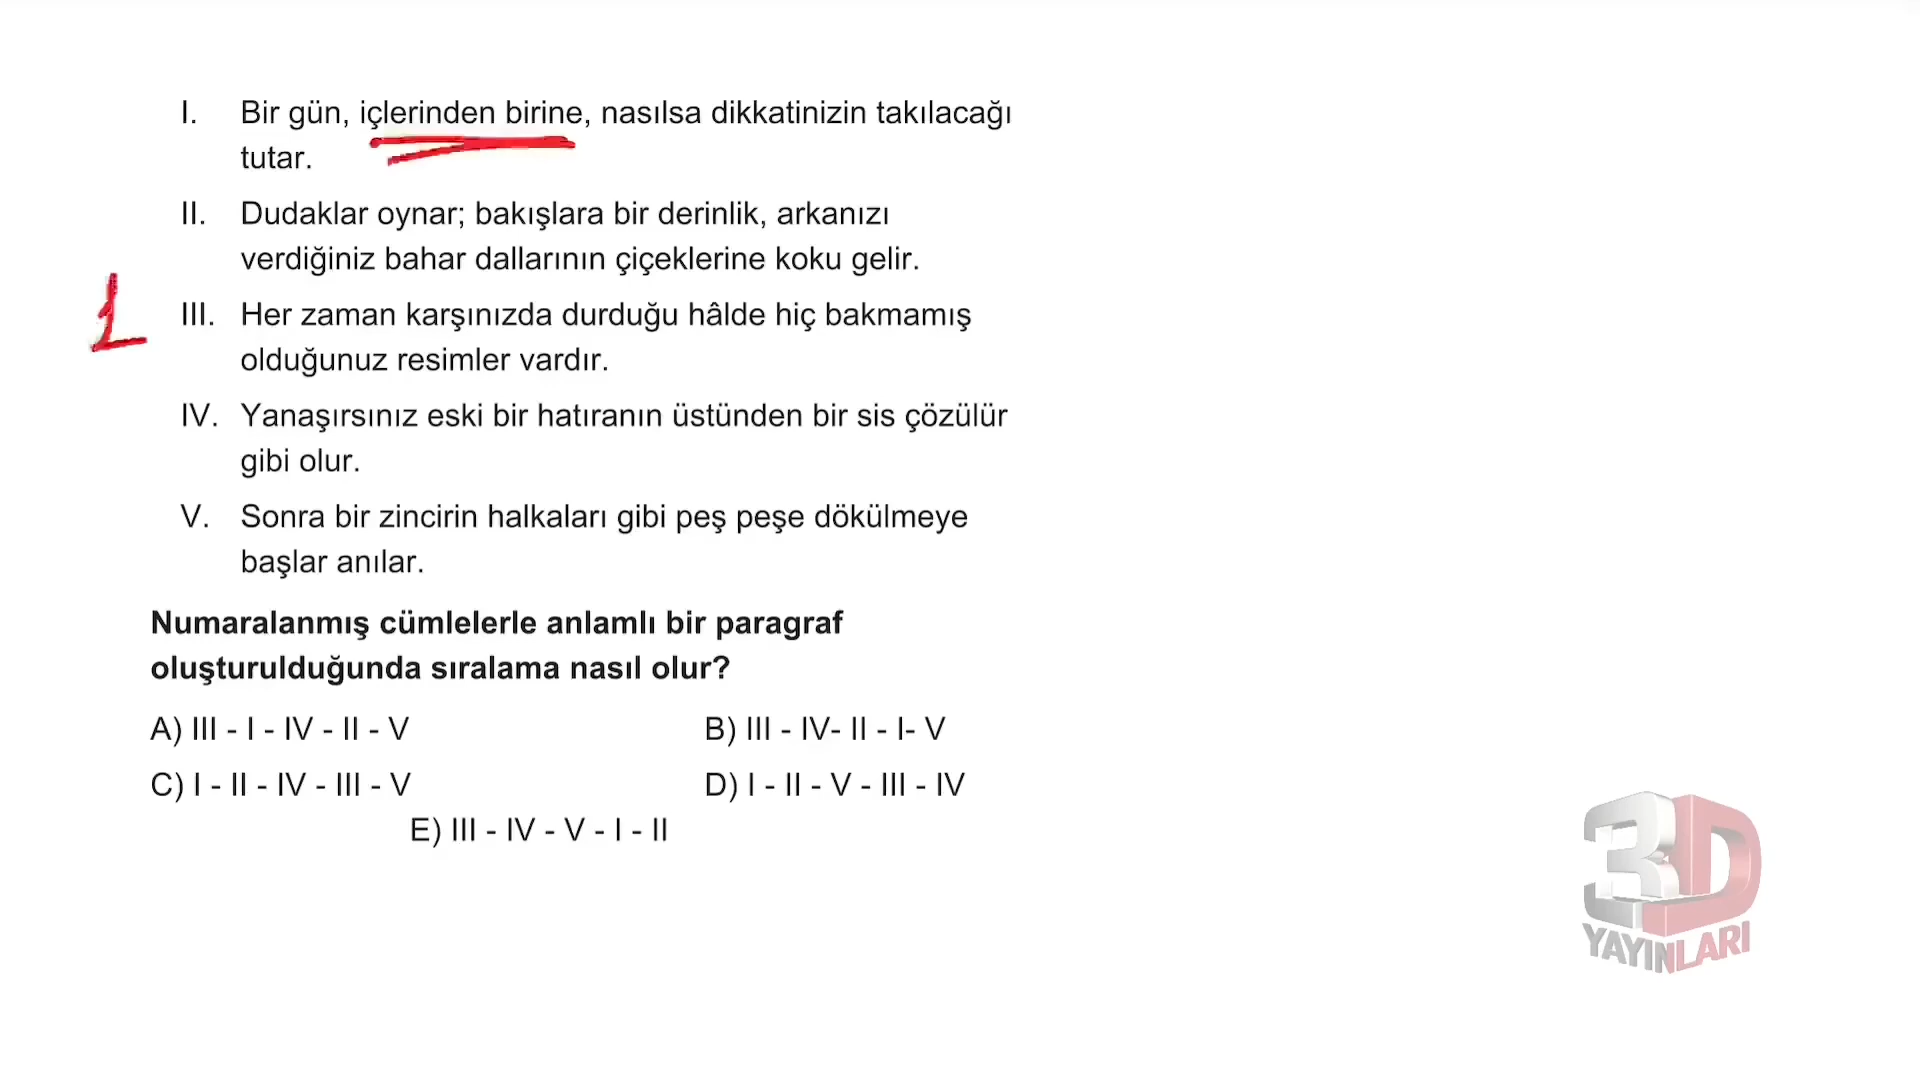 I. Bir gün, içlerinden birine, nasılsa dikkatinizin takılacağı
tutar.
II. Dudaklar oynar; bakışlara bir derinlik, arkanızı
verdiğiniz bahar dallarının çiçeklerine koku gelir.
1
III. Her zaman karşınızda durduğu hâlde hiç bakmamış
olduğunuz resimler vardır.
IV. Yanaşırsınız eski bir hatıranın üstünden bir sis çözülür
gibi olur.
V. Sonra bir zincirin halkaları gibi peş peşe dökülmeye
başlar anılar.
Numaralanmış cümlelerle anlamlı bir paragraf
oluşturulduğunda sıralama nasıl olur?
A) III - I - IV - II - V
B) III - IV- II - I- V
C) I - II - IV - III - V
D) I - II - V - III - IV
E) III - IV - V - I - II
3D
YAYINLARI